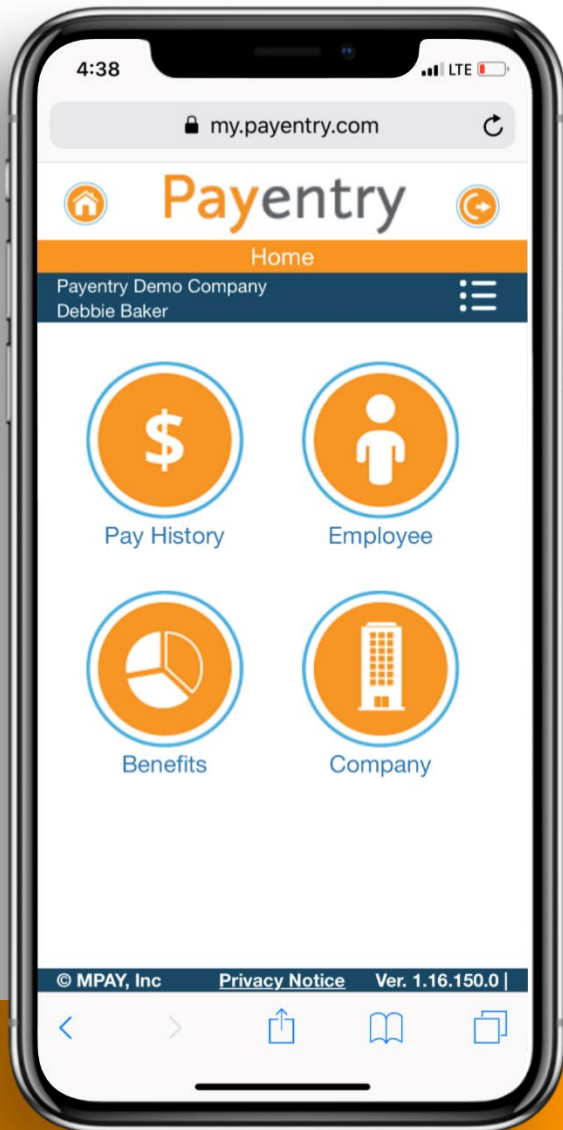 4:38
LTE
my.payentry.com
Payentry
Home
Payentry Demo Company
Debbie Baker
$
Pay History
Employee
Benefits
Company
© MPAY, Inc Privacy Notice Ver. 1.16.150.0 |